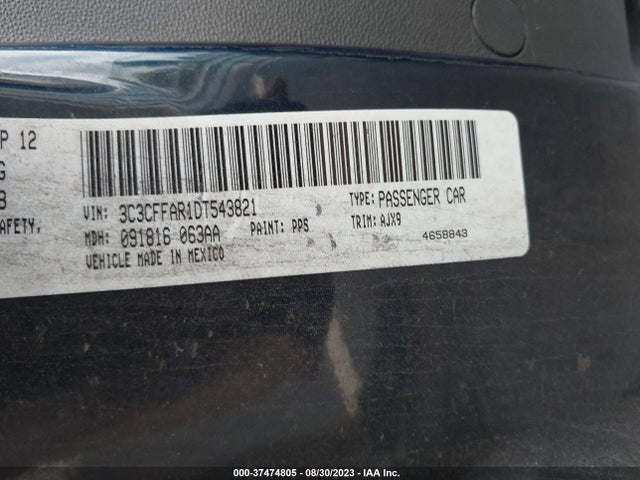 P 12
G
3
AFETY,
VIN: 3C3CFFAR1DT543821 TYPE: PASSENGER CAR
MDH: 091816 063AA PAINT: PPS TRIM: AJX9
VEHICLE MADE IN MEXICO 4658843
000-37474805 - 08/30/2023 - IAA Inc.